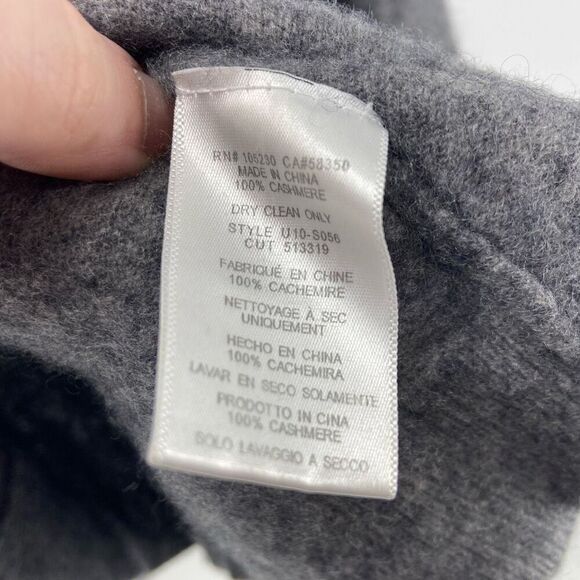 RN# 105230 CA#58350
MADE IN CHINA
100% CASHMERE
DRY CLEAN ONLY
STYLE U10-S056
CUT 513319
FABRIQUÉ EN CHINE
100% CACHEMIRE
NETTOYAGE À SEC
UNIQUEMENT
HECHO EN CHINA
100% CACHEMIRA
LAVAR EN SECO SOLAMENTE
PRODOTTO IN CINA
100% CASHMERE
SOLO LAVAGGIO A SECCO